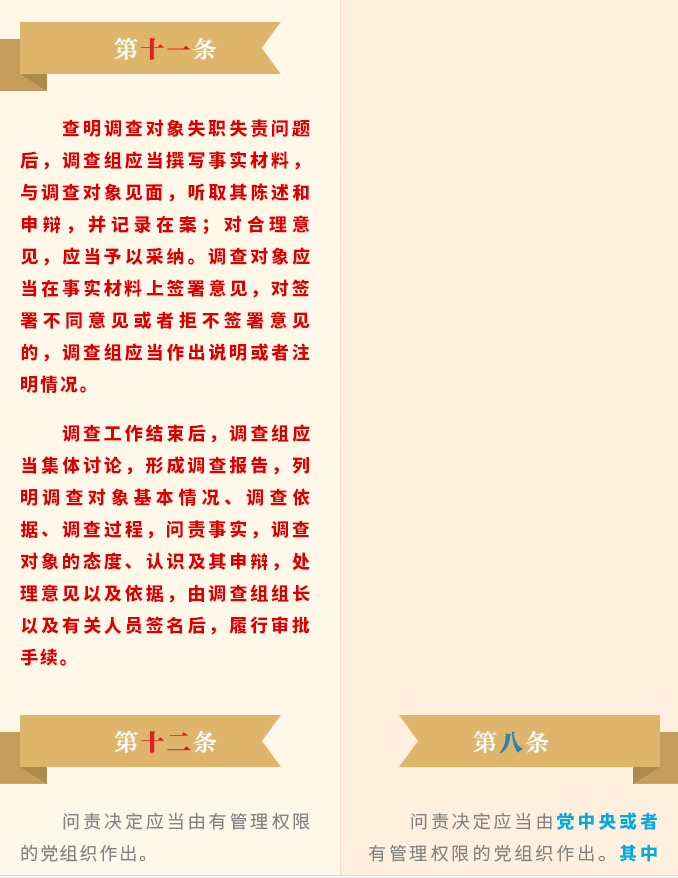 第十一条
查明调查对象失职失责问题
后，调查组应当撰写事实材料，
与调查对象见面，听取其陈述和
申辩，并记录在案；对合理意
见，应当予以采纳。调查对象应
当在事实材料上签署意见，对签
署不同意见或者拒不签署意见
的，调查组应当作出说明或者注
明情况。
调查工作结束后，调查组应
当集体讨论，形成调查报告，列
明调查对象基本情况、调查依
据、调查过程，问责事实，调查
对象的态度、认识及其申辩，处
理意见以及依据，由调查组组长
以及有关人员签名后，履行审批
手续。
第十二条
问责决定应当由有管理权限
的党组织作出。
第八条
问责决定应当由党中央或者
有管理权限的党组织作出。其中